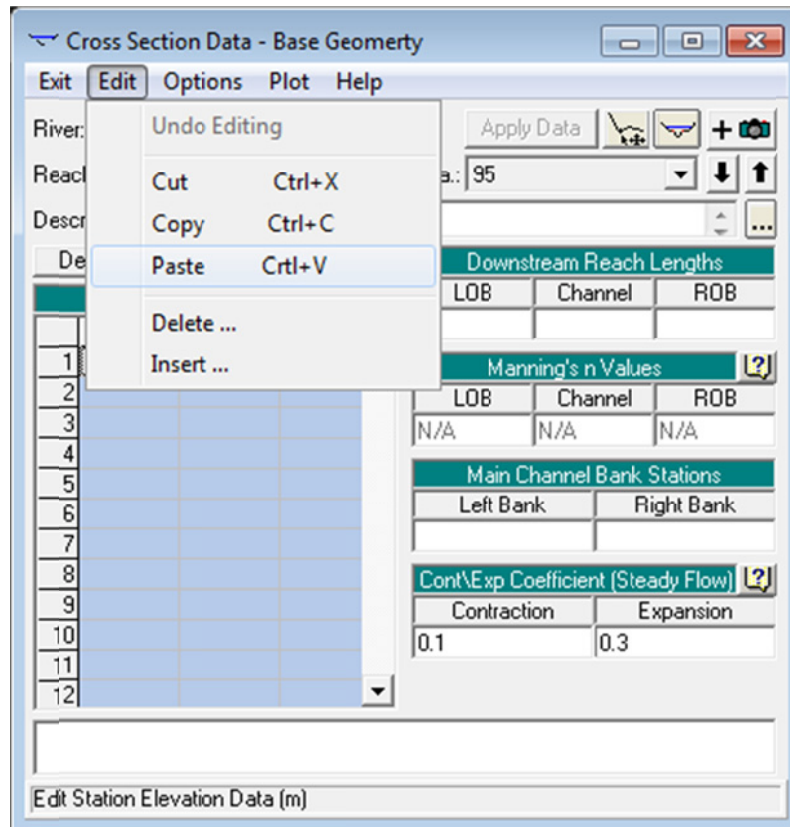 Cross Section Data - Base Geomerty
Exit Edit Options Plot Help
River: Undo Editing Apply Data
Reacl Cut Ctrl+X a.: 95
Descr Copy Ctrl+C ...
De Paste Crtl+V Downstream Reach Lengths
LOB Channel ROB
Delete ...
1 Insert ... Manning's n Values
2 LOB Channel ROB
3 N/A N/A N/A
4
5 Main Channel Bank Stations
6 Left Bank Right Bank
7
8 Cont\Exp Coefficient (Steady Flow)
9 Contraction Expansion
10 0.1 0.3
11
12
Edit Station Elevation Data (m)